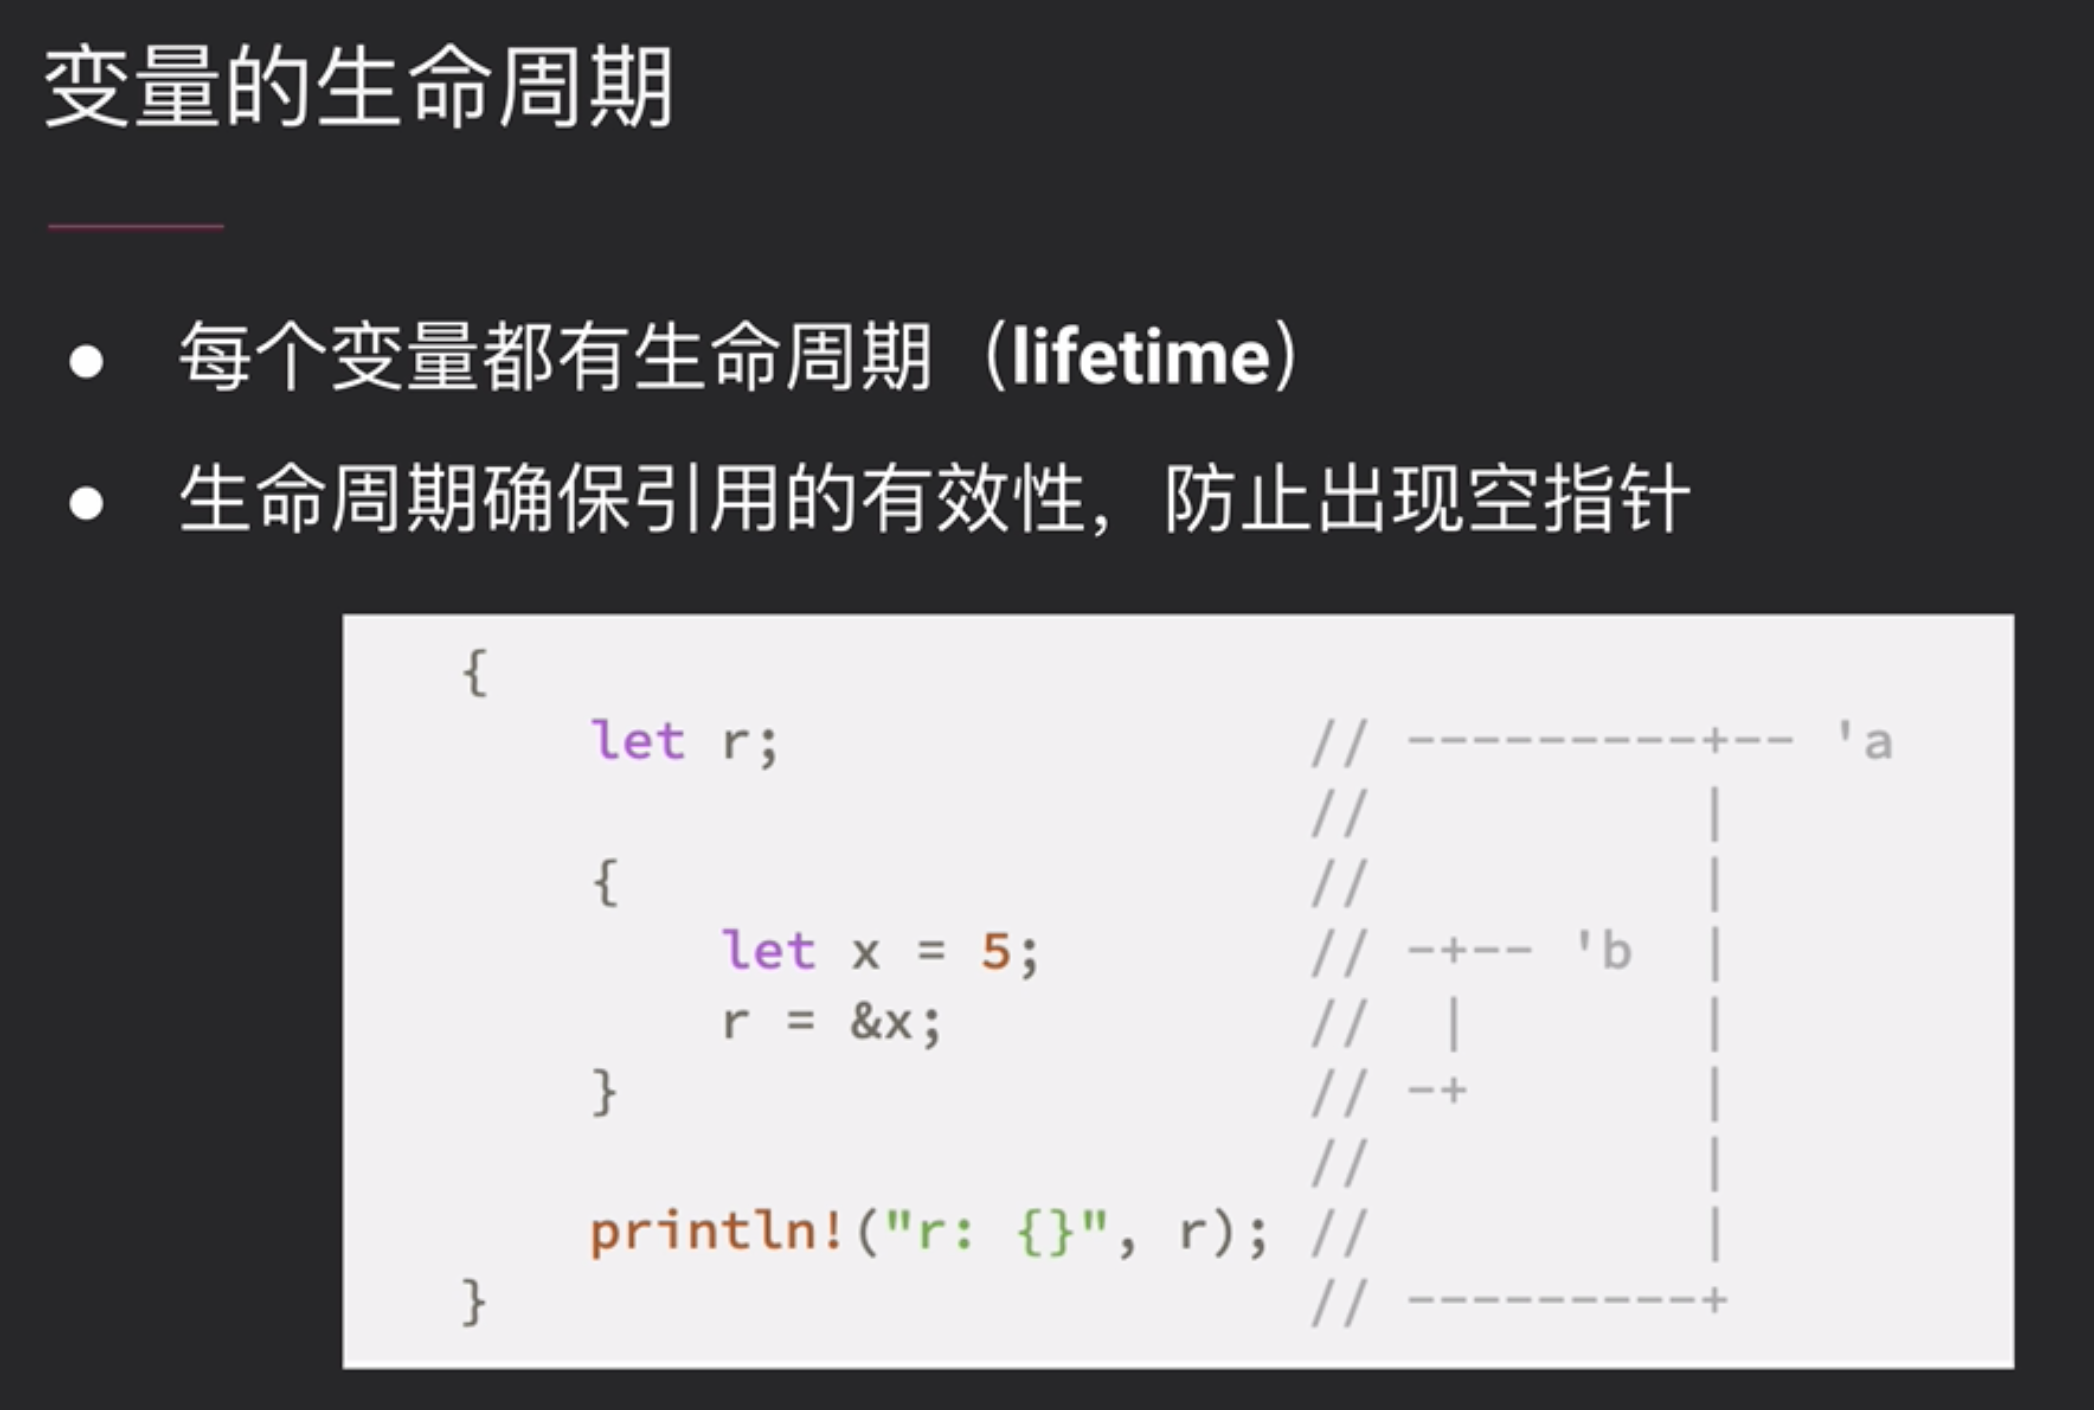 变量的生命周期
● 每个变量都有生命周期（lifetime）
● 生命周期确保引用的有效性，防止出现空指针
{
    let r;                // ---------+-- 'a
                          //          |
    {                     //          |
        let x = 5;        // -+-- 'b  |
        r = &x;           //  |       |
    }                     // -+       |
                          //          |
    println!("r: {}", r); //          |
}                         // ---------+